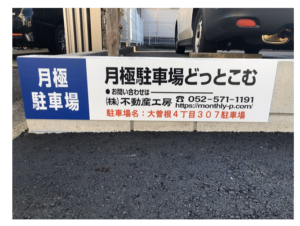 月極
駐車場
月極駐車場どっとこむ
●お問い合わせは
(株)不動産工房 ☎ 052-571-1191
https://monthly-p.com/
駐車場名：大曽根4丁目307駐車場